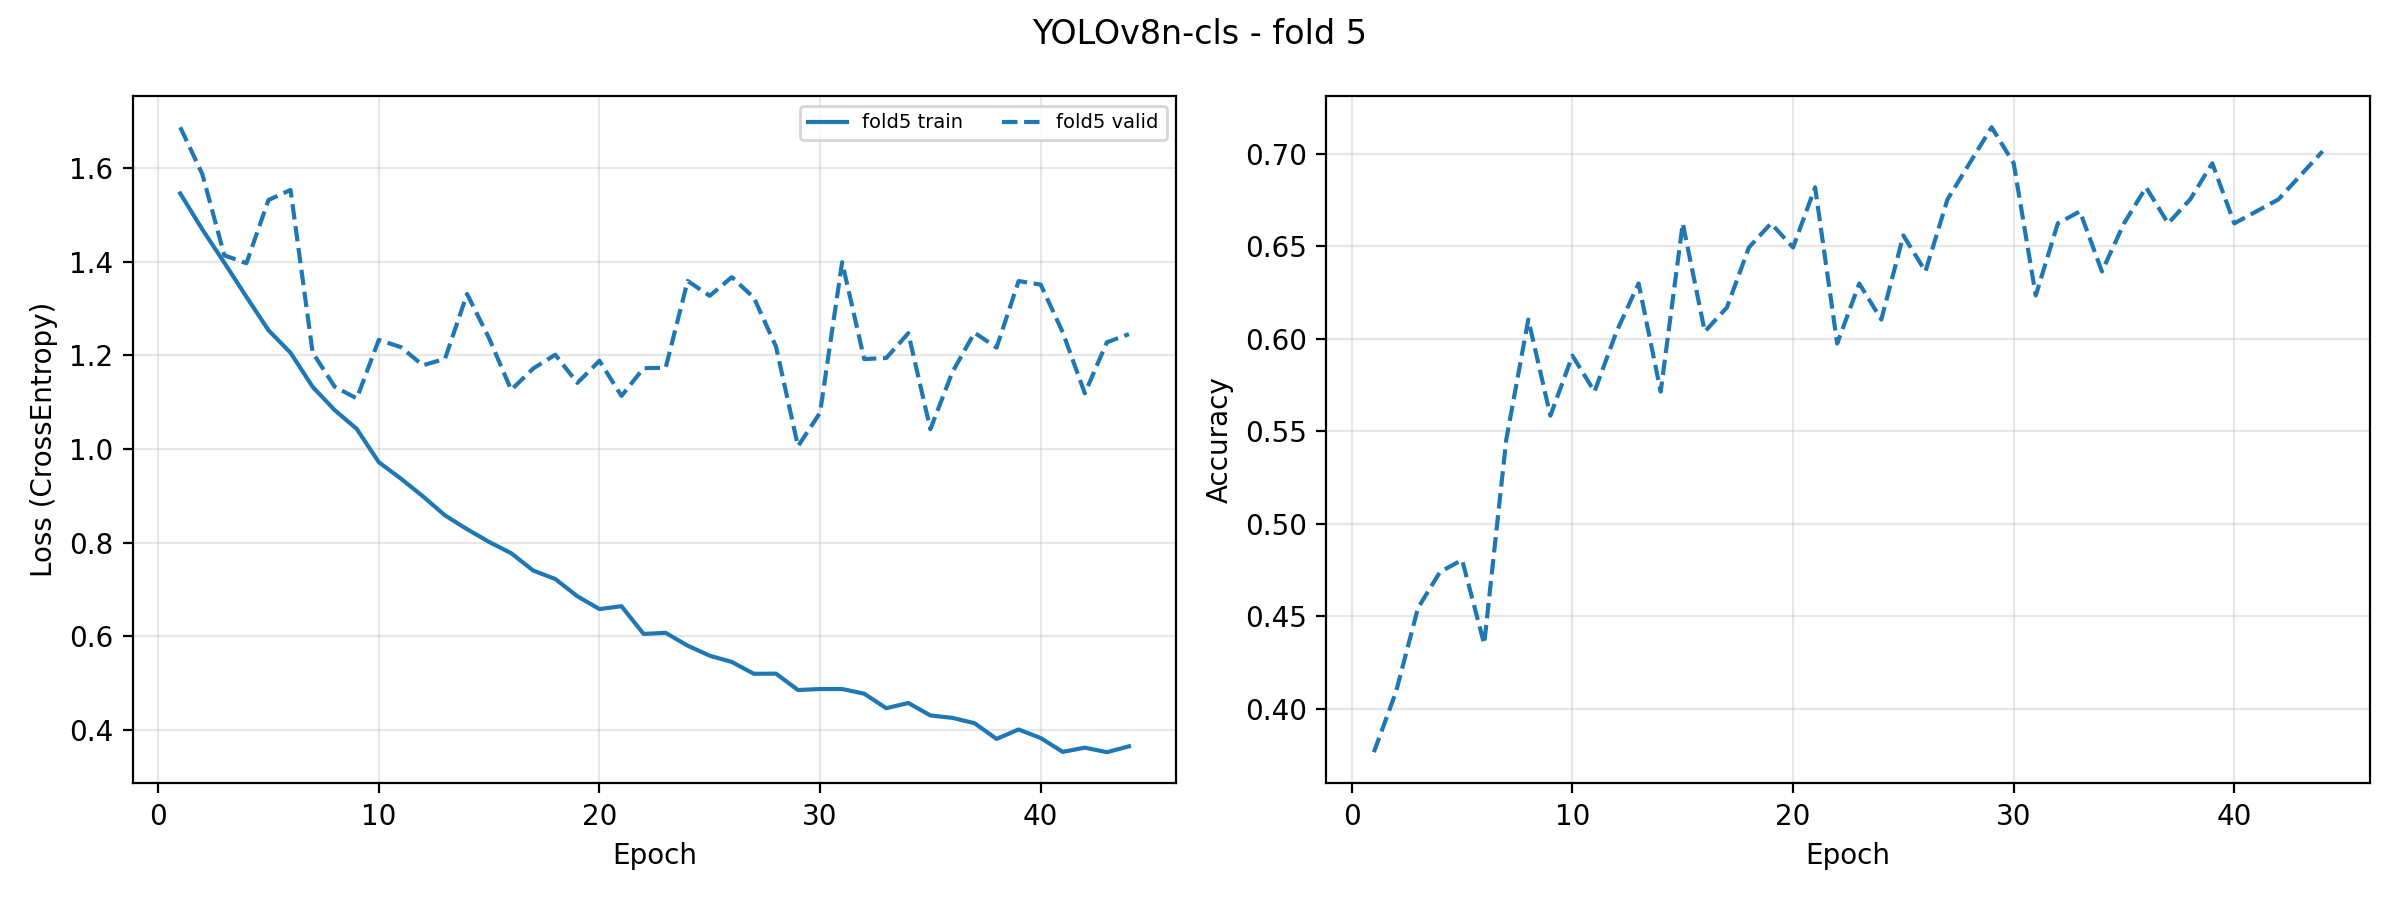 YOLOv8n-cls - fold 5
fold5 train
fold5 valid
Loss (CrossEntropy)
1.6
1.4
1.2
1.0
0.8
0.6
0.4
0 10 20 30 40
Epoch
Accuracy
0.70
0.65
0.60
0.55
0.50
0.45
0.40
0 10 20 30 40
Epoch